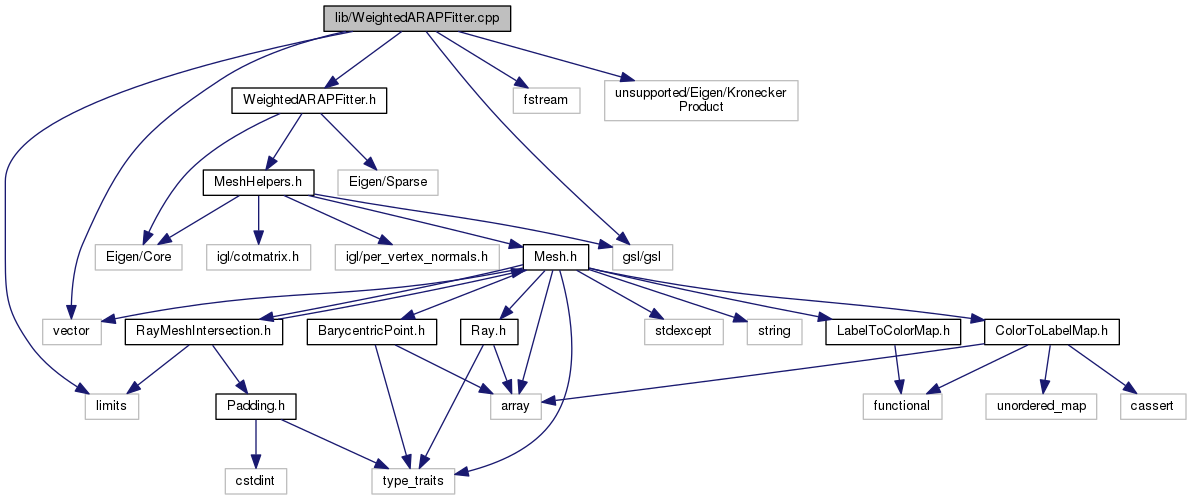 lib/WeightedARAPFitter.cpp
WeightedARAPFitter.h
fstream
unsupported/Eigen/Kronecker
Product
MeshHelpers.h
Eigen/Sparse
Eigen/Core
igl/cotmatrix.h
igl/per_vertex_normals.h
Mesh.h
gsl/gsl
vector
RayMeshIntersection.h
BarycentricPoint.h
Ray.h
stdexcept
string
LabelToColorMap.h
ColorToLabelMap.h
limits
Padding.h
array
functional
unordered_map
cassert
cstdint
type_traits